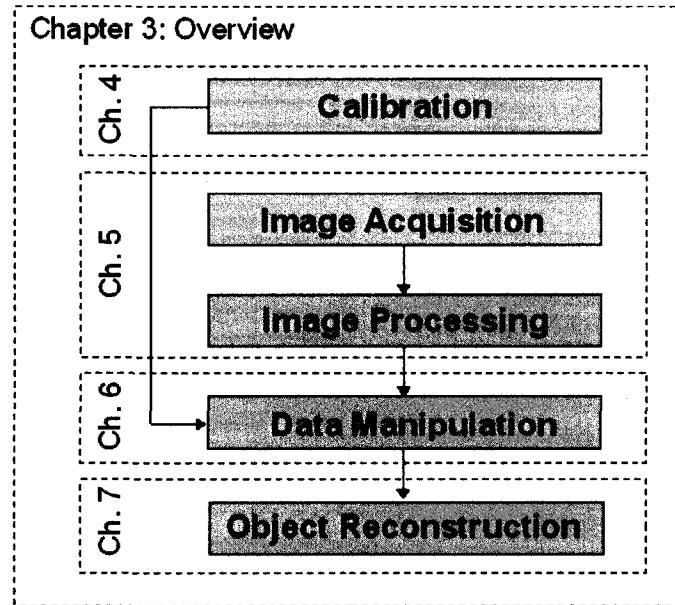 Chapter 3: Overview
Ch. 4
Calibration
Ch. 5
Image Acquisition
Image Processing
Ch. 6
Data Manipulation
Ch. 7
Object Reconstruction